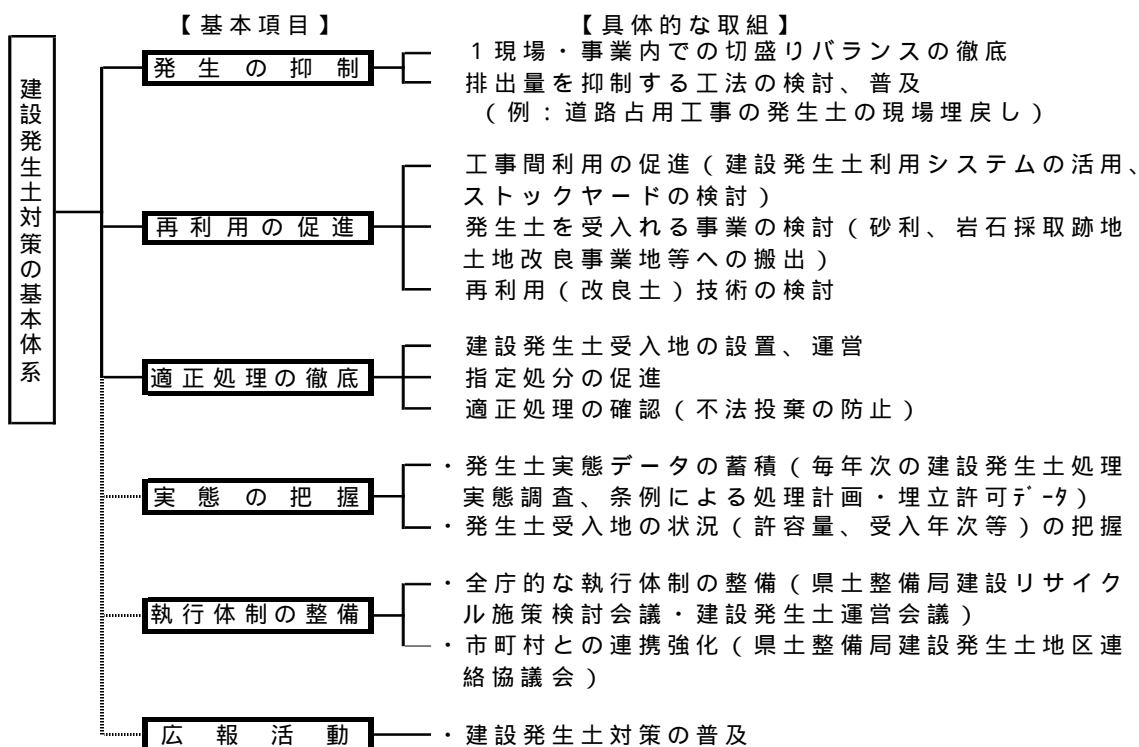 【基本項目】
【具体的な取組】
建設発生土対策の基本体系
発生の抑制
1現場・事業内での切盛りバランスの徹底
排出量を抑制する工法の検討、普及
(例:道路占用工事の発生土の現場埋戻し)
再利用の促進
工事間利用の促進(建設発生土利用システムの活用、
ストックヤードの検討)
発生土を受入れる事業の検討(砂利、岩石採取跡地
土地改良事業地等への搬出)
再利用(改良土)技術の検討
適正処理の徹底
建設発生土受入地の設置、運営
指定処分の促進
適正処理の確認(不法投棄の防止)
実態の把握
・発生土実態データの蓄積(毎年次の建設発生土処理
実態調査、条例による処理計画・埋立許可データ)
・発生土受入地の状況(許容量、受入年次等)の把握
執行体制の整備
・全庁的な執行体制の整備(県土整備局建設リサイク
ル施策検討会議・建設発生土運営会議)
・市町村との連携強化(県土整備局建設発生土地区連
絡協議会)
広報活動
・建設発生土対策の普及